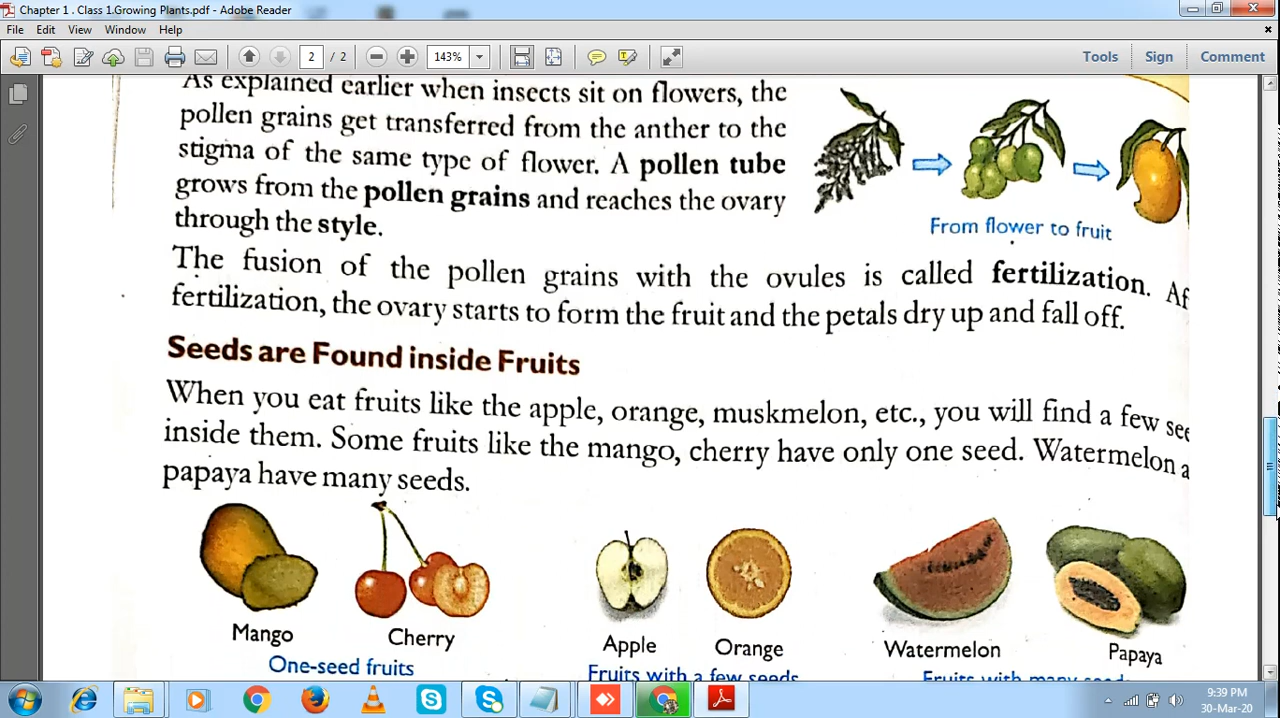 Chapter 1 . Class 1.Growing Plants.pdf - Adobe Reader
File Edit View Window Help
2 / 2 143% Tools Sign Comment
As explained earlier when insects sit on flowers, the
pollen grains get transferred from the anther to the
stigma of the same type of flower. A pollen tube
grows from the pollen grains and reaches the ovary
through the style.
From flower to fruit
The fusion of the pollen grains with the ovules is called fertilization. Af
fertilization, the ovary starts to form the fruit and the petals dry up and fall off.
Seeds are Found inside Fruits
When you eat fruits like the apple, orange, muskmelon, etc., you will find a few see
inside them. Some fruits like the mango, cherry have only one seed. Watermelon a
papaya have many seeds.
Mango Cherry Apple Orange Watermelon Papaya
One-seed fruits Fruits with a few seeds Fruits with many seeds
9:39 PM
30-Mar-20